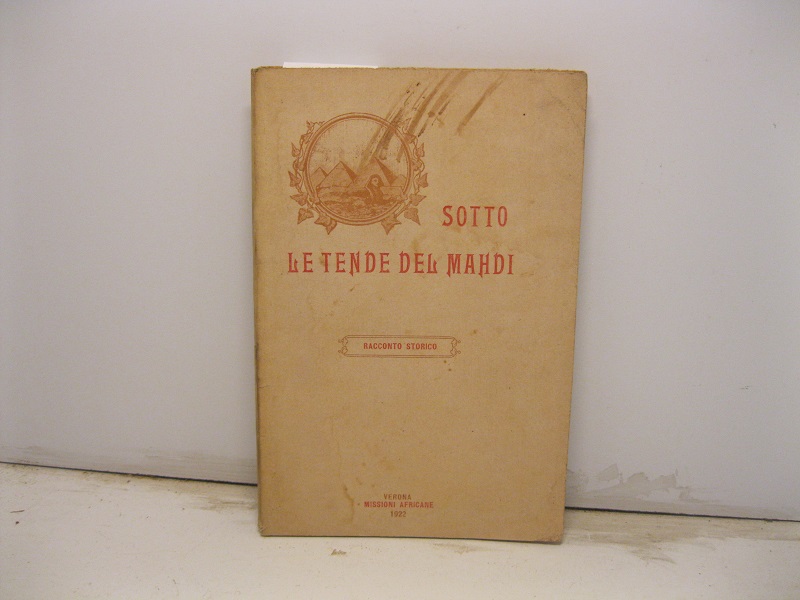 SOTTO
LE TENDE DEL MAHDI
RACCONTO STORICO
VERONA
MISSIONI AFRICANE
1922